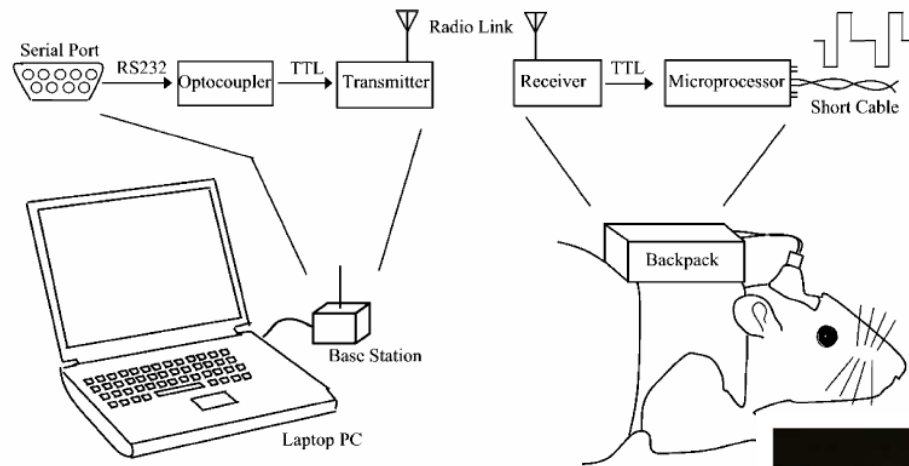 Serial Port
RS232
Optocoupler
TTL
Transmitter
Radio Link
Receiver
TTL
Microprocessor
Short Cable
Backpack
Base Station
Laptop PC